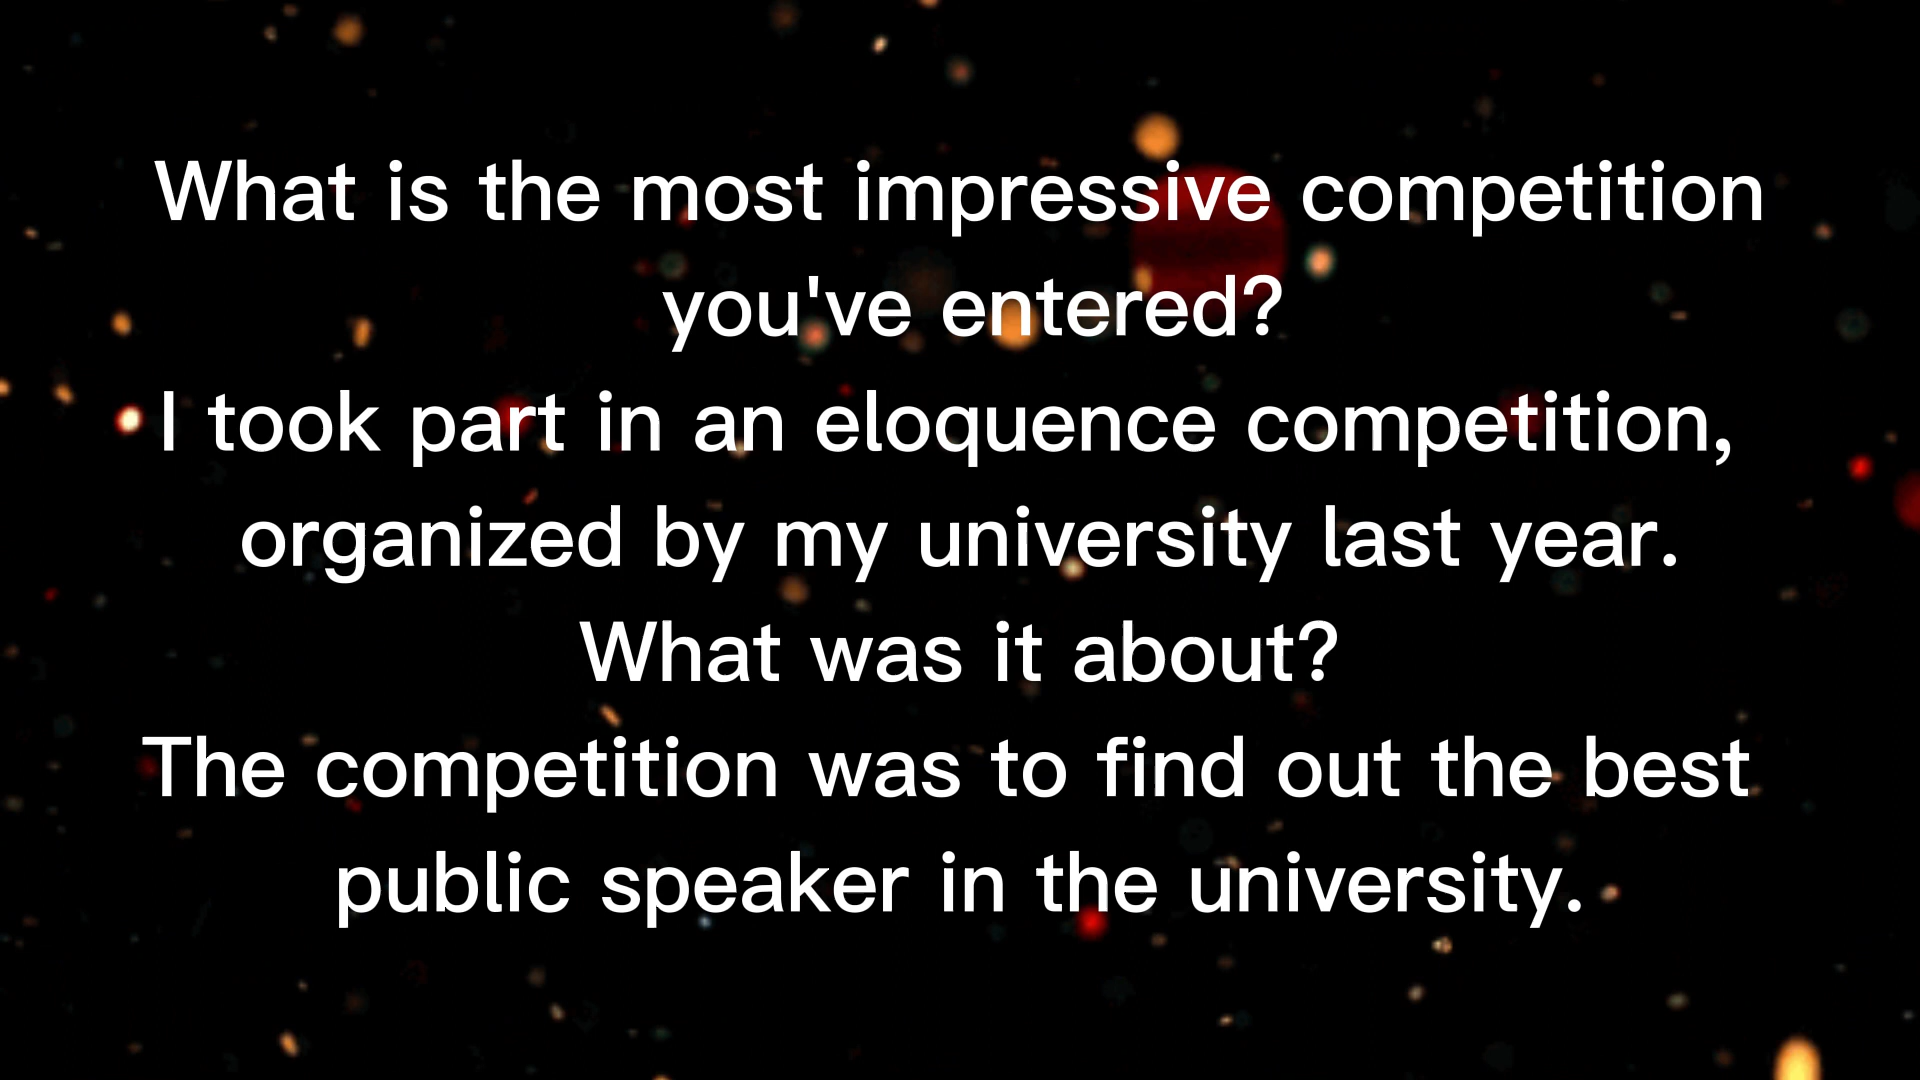 What is the most impressive competition
you've entered?
I took part in an eloquence competition,
organized by my university last year.
What was it about?
The competition was to find out the best
public speaker in the university.